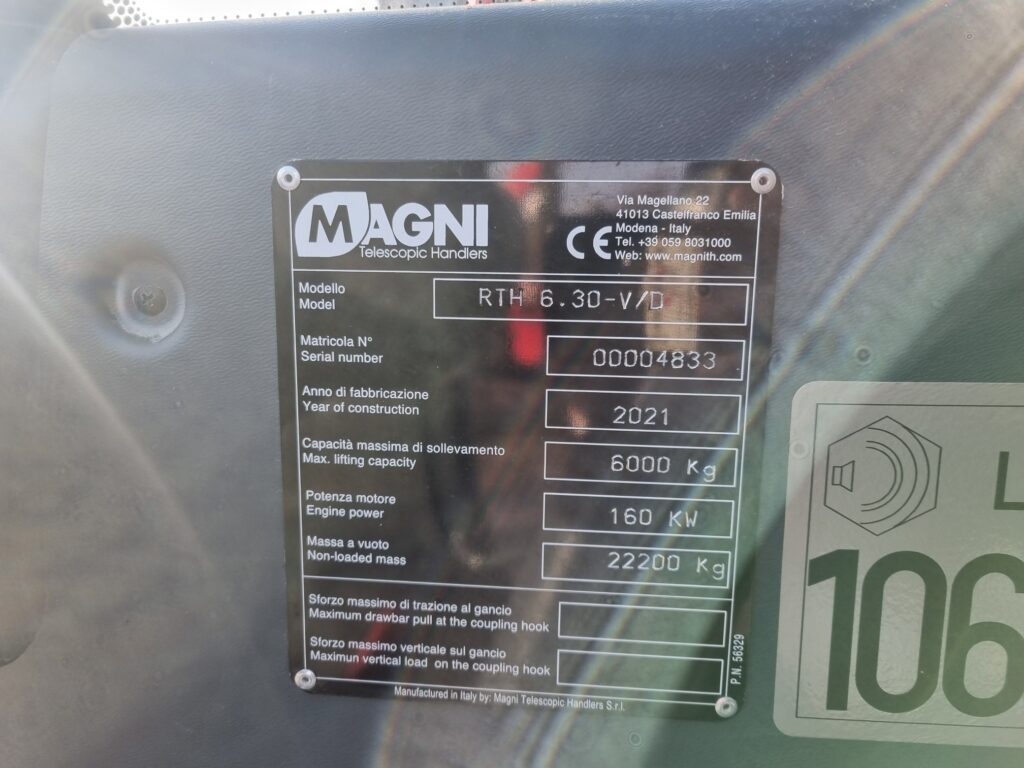 MAGNI
Telescopic Handlers
CE
Via Magellano 22
41013 Castelfranco Emilia
Modena - Italy
Tel. +39 059 8031000
Web: www.magnith.com
Modello
Model
RTH 6.30-V/D
Matricola N°
Serial number
00004833
Anno di fabbricazione
Year of construction
2021
Capacità massima di sollevamento
Max. lifting capacity
6000 Kg
Potenza motore
Engine power
160 KW
Massa a vuoto
Non-loaded mass
22200 Kg
Sforzo massimo di trazione al gancio
Maximum drawbar pull at the coupling hook
Sforzo massimo verticale sul gancio
Maximun vertical load on the coupling hook
P.N. 56329
Manufactured in Italy by: Magni Telescopic Handlers S.r.l.
L
106